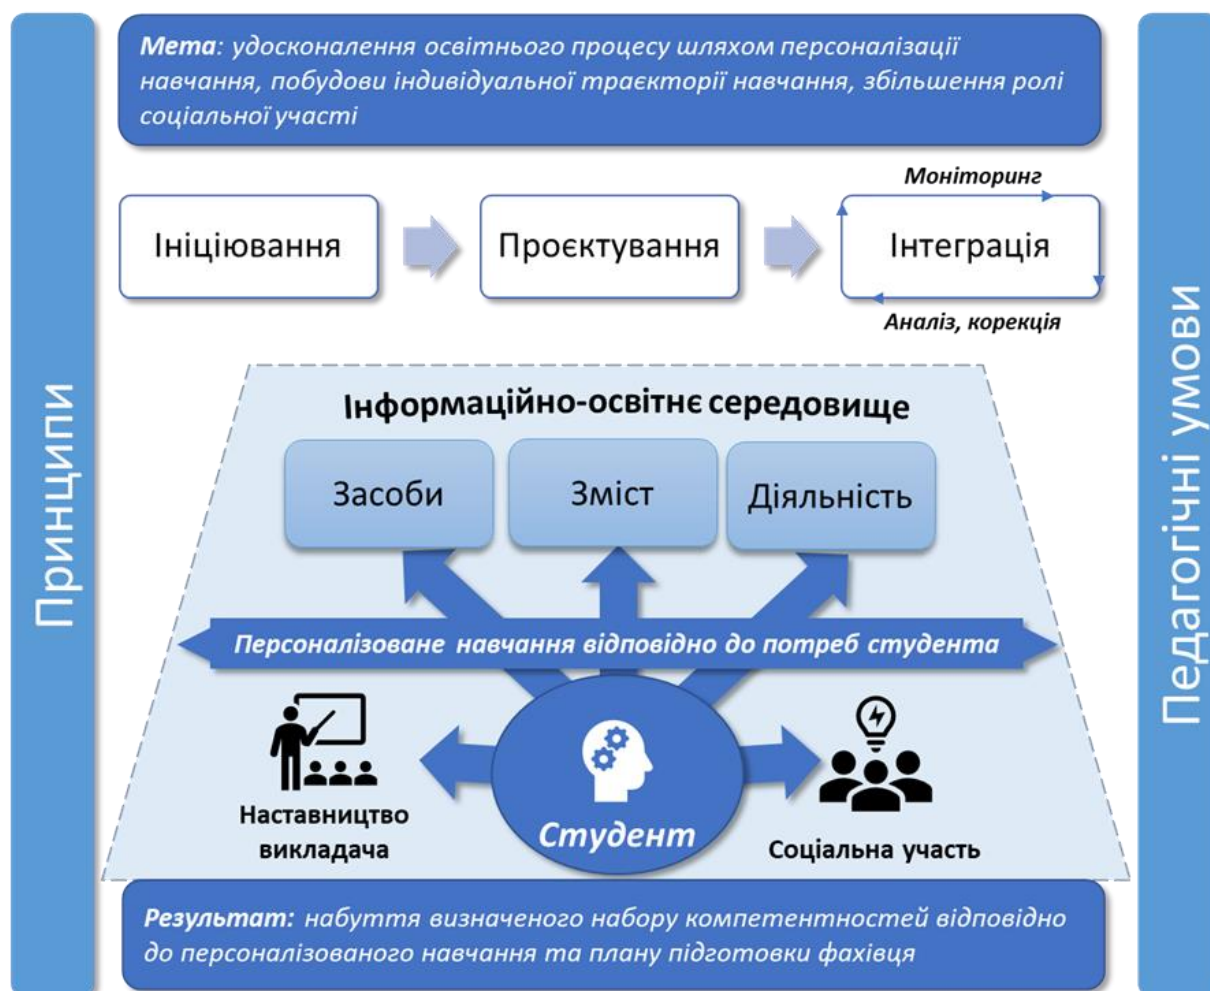 Принципи
Мета: удосконалення освітнього процесу шляхом персоналізації
навчання, побудови індивідуальної траєкторії навчання, збільшення ролі
соціальної участі
Моніторинг
Ініціювання
Проєктування
Інтеграція
Аналіз, корекція
Інформаційно-освітнє середовище
Засоби
Зміст
Діяльність
Персоналізоване навчання відповідно до потреб студента
Наставництво
викладача
Студент
Соціальна участь
Результат: набуття визначеного набору компетентностей відповідно
до персоналізованого навчання та плану підготовки фахівця
Педагогічні умови